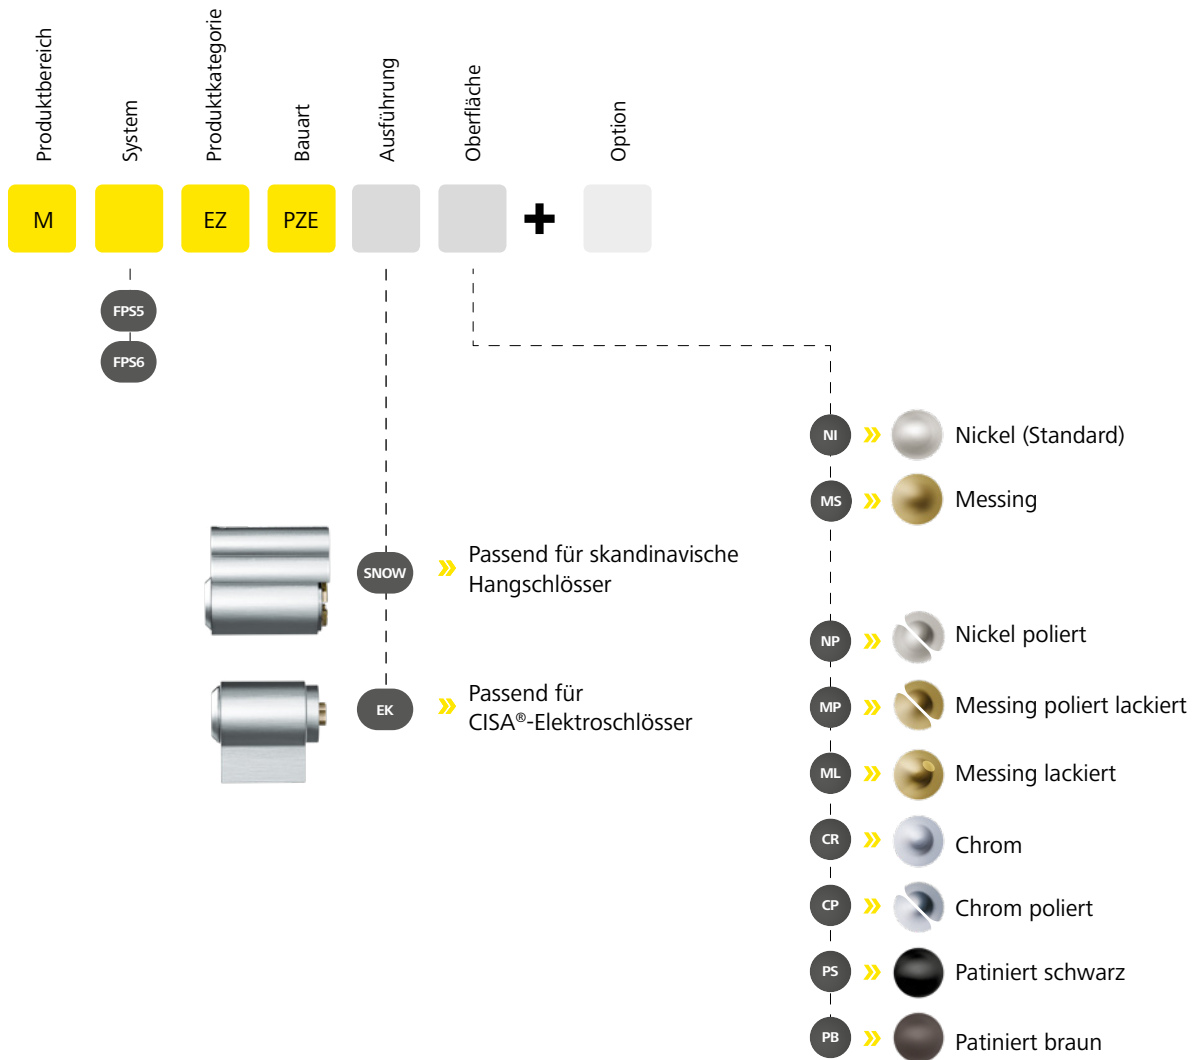 Produktbereich
System
Produktkategorie
Bauart
Ausführung
Oberfläche
Option
M
EZ
PZE
FPS5
FPS6
NI
Nickel (Standard)
MS
Messing
SNOW
Passend für skandinavische
Hangschlösser
NP
Nickel poliert
EK
Passend für
CISA®-Elektroschlösser
MP
Messing poliert lackiert
ML
Messing lackiert
CR
Chrom
CP
Chrom poliert
PS
Patiniert schwarz
PB
Patiniert braun